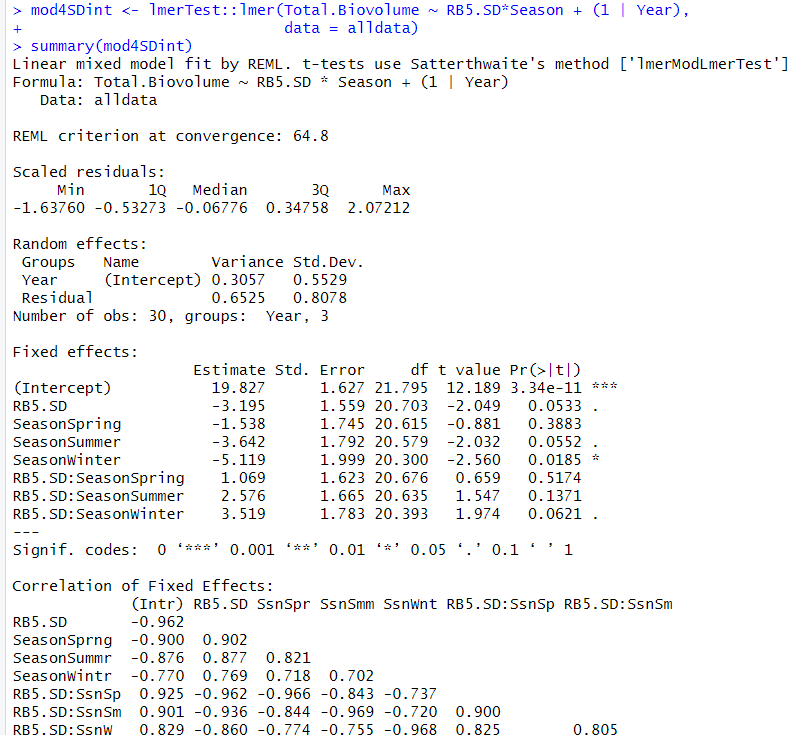 > mod4SDint <- lmerTest::lmer(Total.Biovolume ~ RB5.SD*Season + (1 | Year),
+                             data = alldata)
> summary(mod4SDint)
Linear mixed model fit by REML. t-tests use Satterthwaite's method ['lmerModLmerTest']
Formula: Total.Biovolume ~ RB5.SD * Season + (1 | Year)
   Data: alldata

REML criterion at convergence: 64.8

Scaled residuals:
     Min       1Q   Median       3Q      Max
-1.63760 -0.53273 -0.06776  0.34758  2.07212

Random effects:
 Groups   Name        Variance Std.Dev.
 Year     (Intercept) 0.3057   0.5529
 Residual             0.6525   0.8078
Number of obs: 30, groups:  Year, 3

Fixed effects:
                    Estimate Std. Error     df t value Pr(>|t|)
(Intercept)           19.827      1.627 21.795  12.189 3.34e-11 ***
RB5.SD                -3.195      1.559 20.703  -2.049   0.0533 .
SeasonSpring          -1.538      1.745 20.615  -0.881   0.3883
SeasonSummer          -3.642      1.792 20.579  -2.032   0.0552 .
SeasonWinter          -5.119      1.999 20.300  -2.560   0.0185 *
RB5.SD:SeasonSpring    1.069      1.623 20.676   0.659   0.5174
RB5.SD:SeasonSummer    2.576      1.665 20.635   1.547   0.1371
RB5.SD:SeasonWinter    3.519      1.783 20.393   1.974   0.0621 .
---
Signif. codes:  0 ‘***’ 0.001 ‘**’ 0.01 ‘*’ 0.05 ‘.’ 0.1 ‘ ’ 1

Correlation of Fixed Effects:
            (Intr) RB5.SD SsnSpr SsnSmm SsnWnt RB5.SD:SsnSp RB5.SD:SsnSm
RB5.SD      -0.962
SeasonSprng -0.900  0.902
SeasonSummr -0.876  0.877  0.821
SeasonWintr -0.770  0.769  0.718  0.702
RB5.SD:SsnSp  0.925 -0.962 -0.966 -0.843 -0.737
RB5.SD:SsnSm  0.901 -0.936 -0.844 -0.969 -0.720  0.900
RB5.SD:SsnW   0.829 -0.860 -0.774 -0.755 -0.968  0.825        0.805